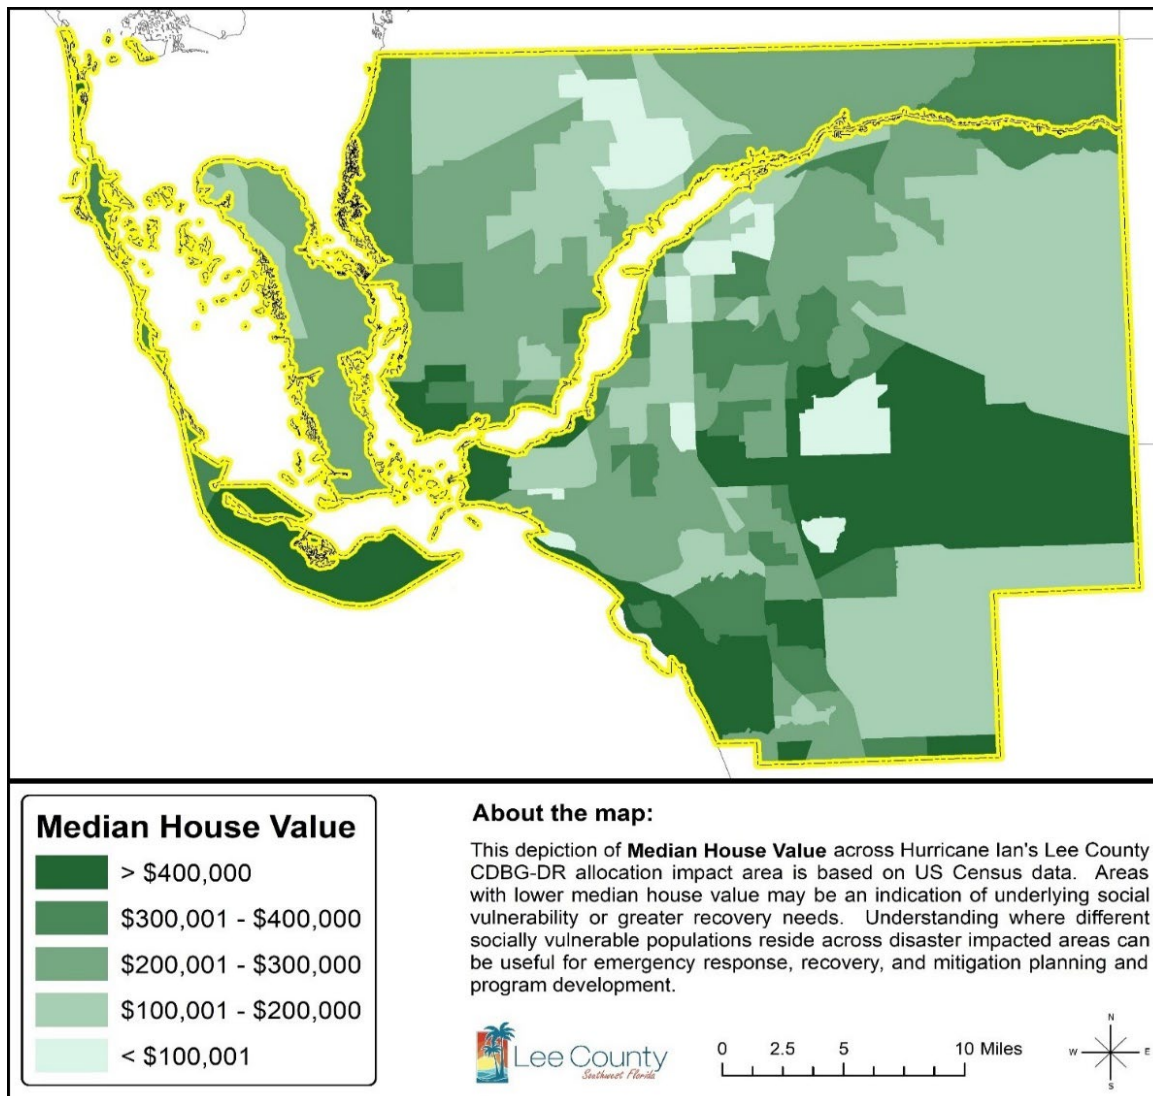 Median House Value
> $400,000
$300,001 - $400,000
$200,001 - $300,000
$100,001 - $200,000
< $100,001
About the map:
This depiction of Median House Value across Hurricane Ian's Lee County
CDBG-DR allocation impact area is based on US Census data. Areas
with lower median house value may be an indication of underlying social
vulnerability or greater recovery needs. Understanding where different
socially vulnerable populations reside across disaster impacted areas can
be useful for emergency response, recovery, and mitigation planning and
program development.
Lee County
Southwest Florida
0 2.5 5 10 Miles
N
W E
S